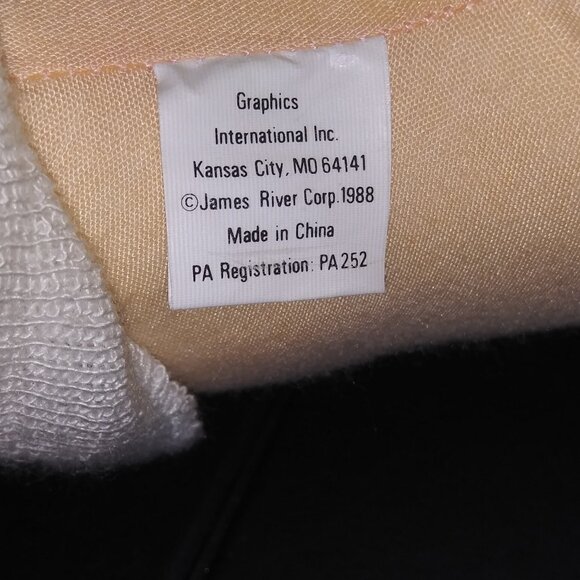 Graphics
International Inc.
Kansas City, MO 64141
©James River Corp. 1988
Made in China
PA Registration: PA 252